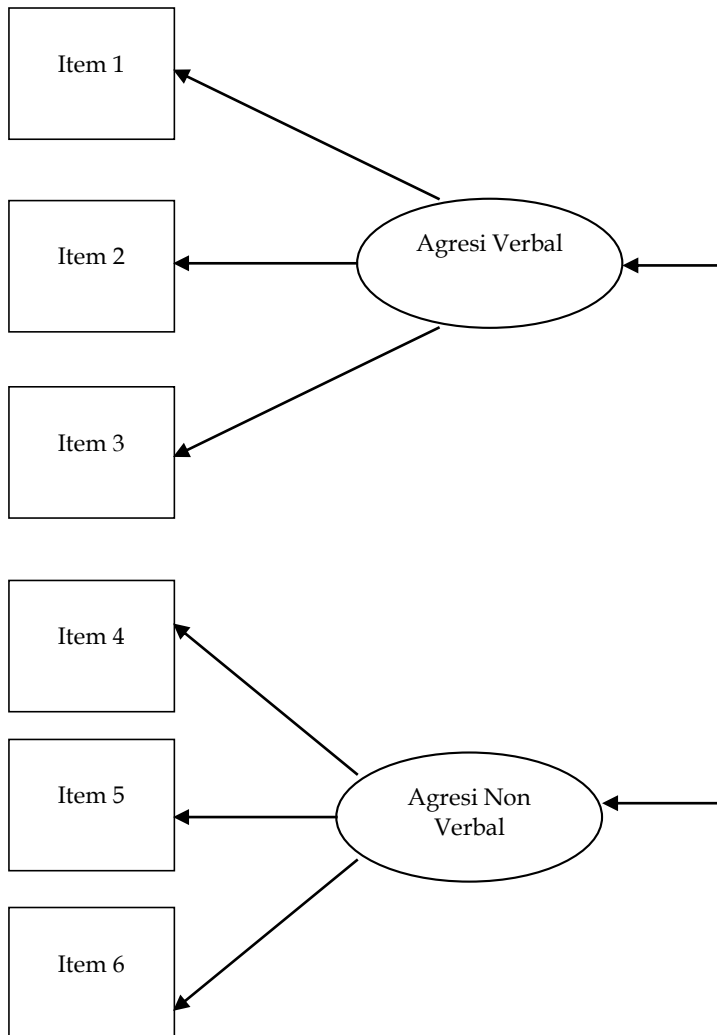 Item 1
Item 2
Agresi Verbal
Item 3
Item 4
Item 5
Agresi Non
Verbal
Item 6